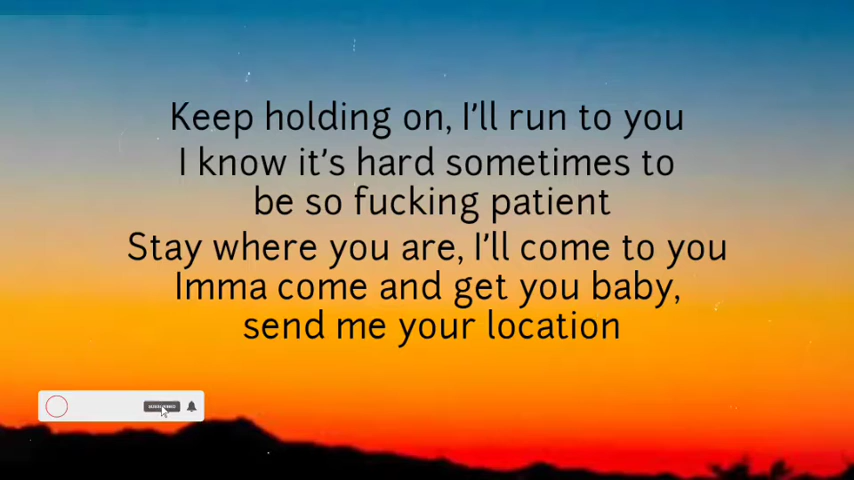 Keep holding on, I'll run to you
I know it's hard sometimes to
be so fucking patient
Stay where you are, I'll come to you
Imma come and get you baby,
send me your location